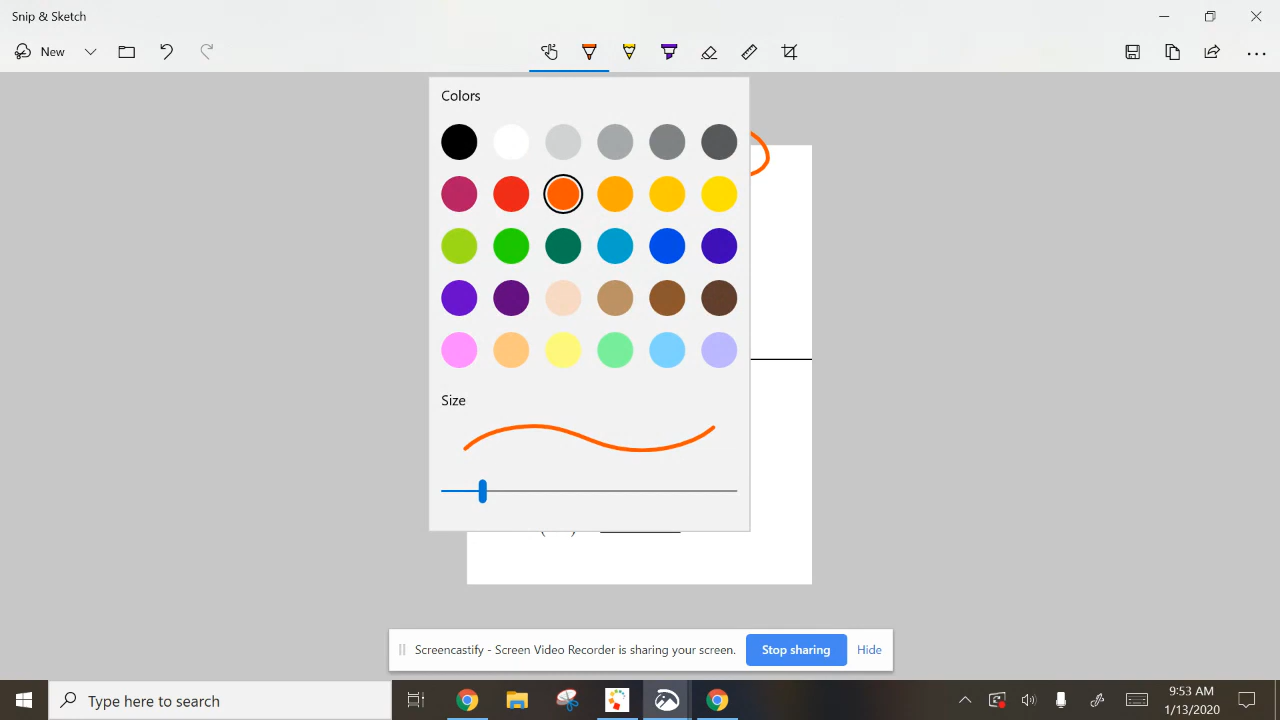 Snip & Sketch
New
Colors
Size
( )
Screencastify - Screen Video Recorder is sharing your screen.
Stop sharing
Hide
Type here to search
9:53 AM
1/13/2020